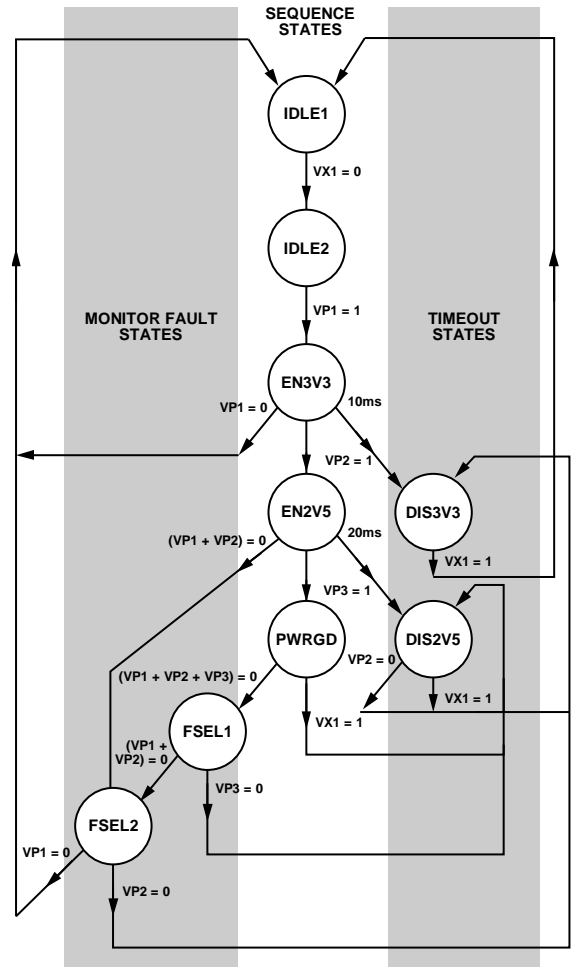 SEQUENCE
STATES
IDLE1
VX1 = 0
IDLE2
VP1 = 1
MONITOR FAULT
STATES
TIMEOUT
STATES
EN3V3
VP1 = 0
10ms
VP2 = 1
DIS3V3
EN2V5
(VP1 + VP2) = 0
20ms
VX1 = 1
VP3 = 1
PWRGD
DIS2V5
VP2 = 0
(VP1 + VP2 + VP3) = 0
VX1 = 1
VX1 = 1
FSEL1
(VP1 +
VP2) = 0
VP3 = 0
FSEL2
VP1 = 0
VP2 = 0